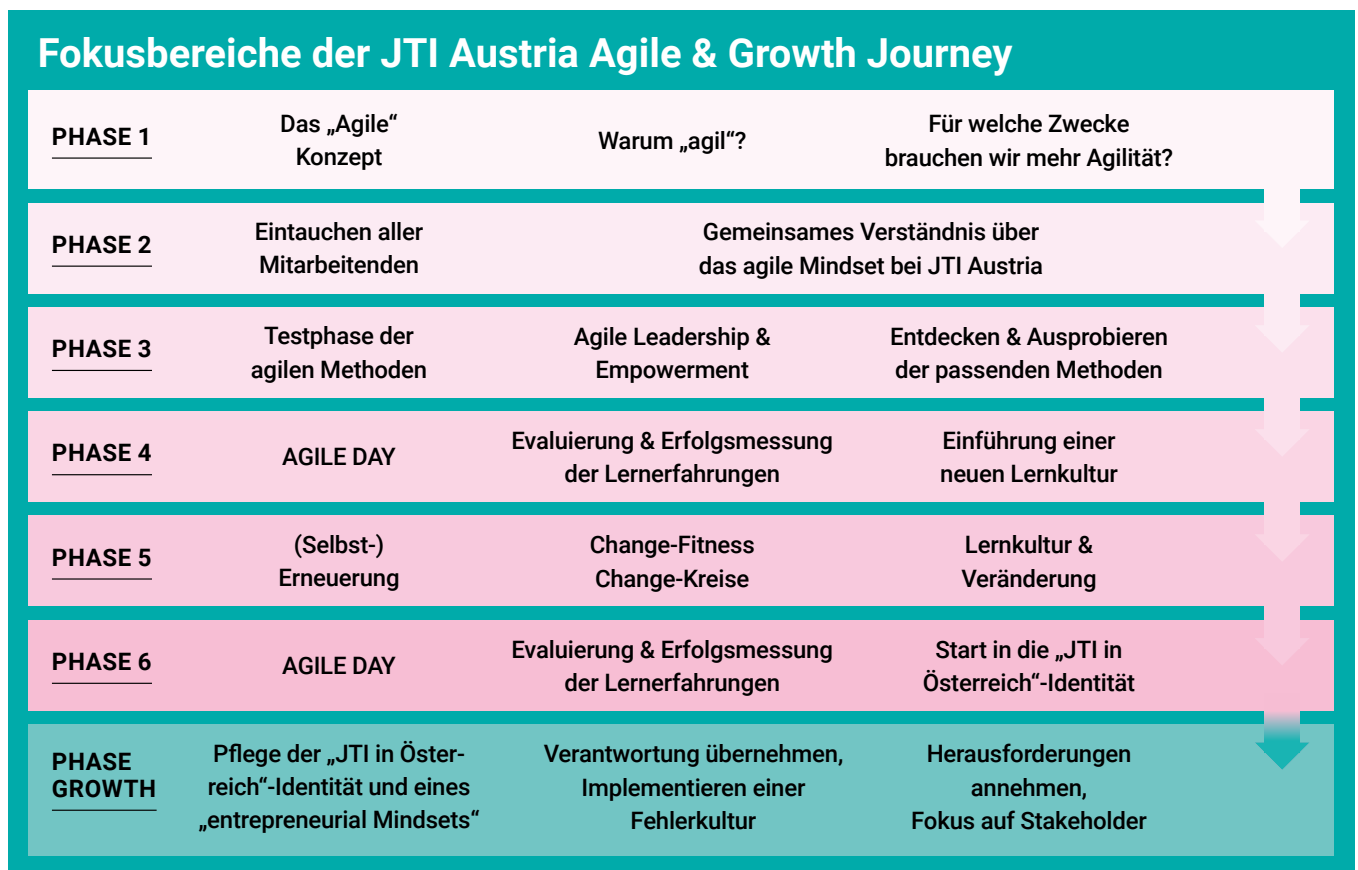 Fokusbereiche der JTI Austria Agile & Growth Journey
PHASE 1
Das „Agile“
Konzept
Warum „agil“?
Für welche Zwecke
brauchen wir mehr Agilität?
PHASE 2
Eintauchen aller
Mitarbeitenden
Gemeinsames Verständnis über
das agile Mindset bei JTI Austria
PHASE 3
Testphase der
agilen Methoden
Agile Leadership &
Empowerment
Entdecken & Ausprobieren
der passenden Methoden
PHASE 4
AGILE DAY
Evaluierung & Erfolgsmessung
der Lernerfahrungen
Einführung einer
neuen Lernkultur
PHASE 5
(Selbst-)
Erneuerung
Change-Fitness
Change-Kreise
Lernkultur &
Veränderung
PHASE 6
AGILE DAY
Evaluierung & Erfolgsmessung
der Lernerfahrungen
Start in die „JTI in
Österreich“-Identität
PHASE
GROWTH
Pflege der „JTI in Öster-
reich“-Identität und eines
„entrepreneurial Mindsets“
Verantwortung übernehmen,
Implementieren einer
Fehlerkultur
Herausforderungen
annehmen,
Fokus auf Stakeholder